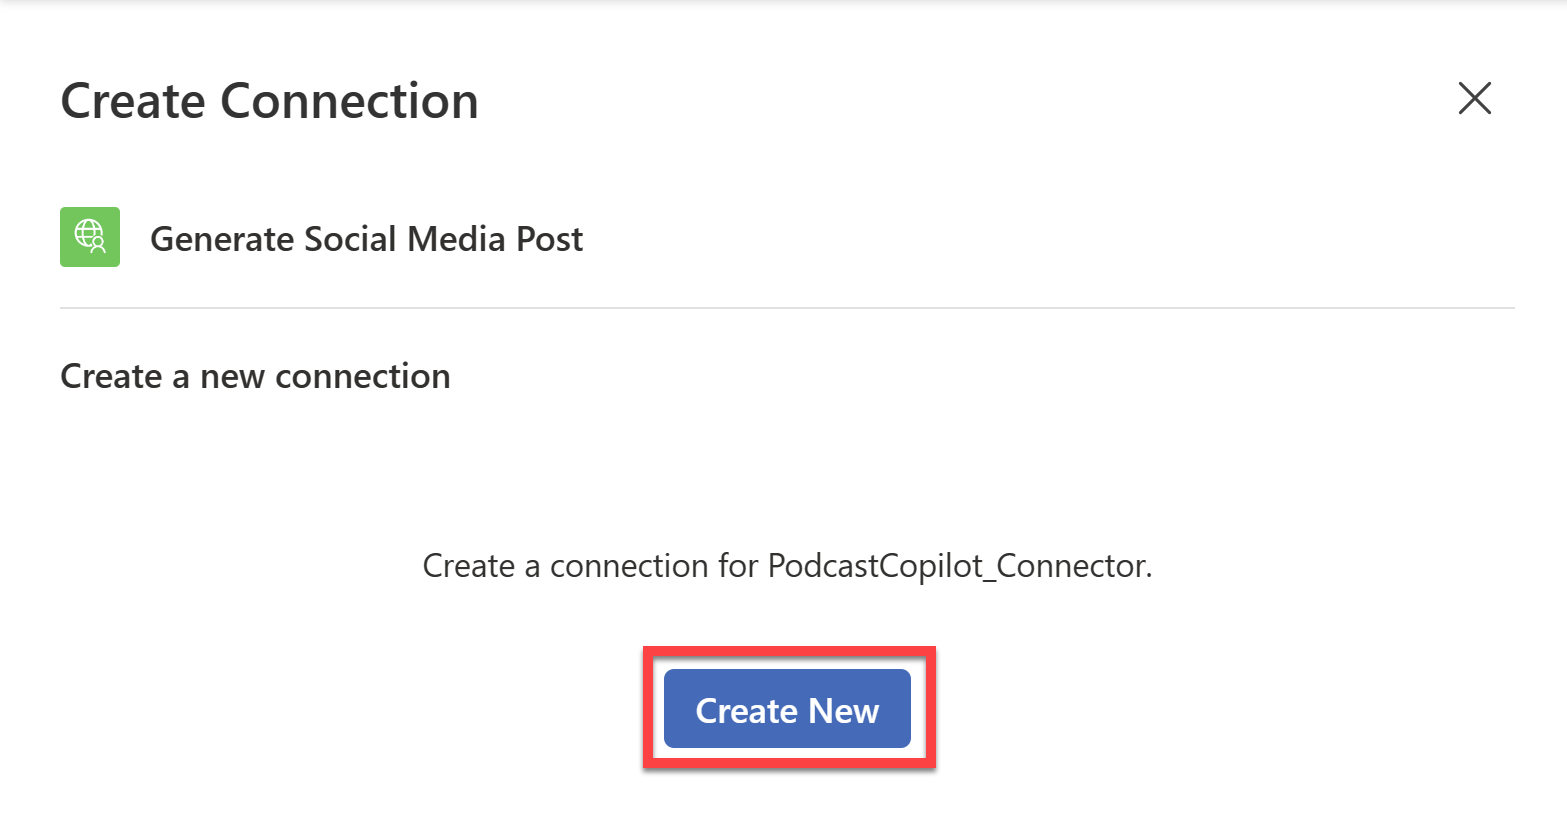 Create Connection
Generate Social Media Post
Create a new connection
Create a connection for PodcastCopilot_Connector.
Create New